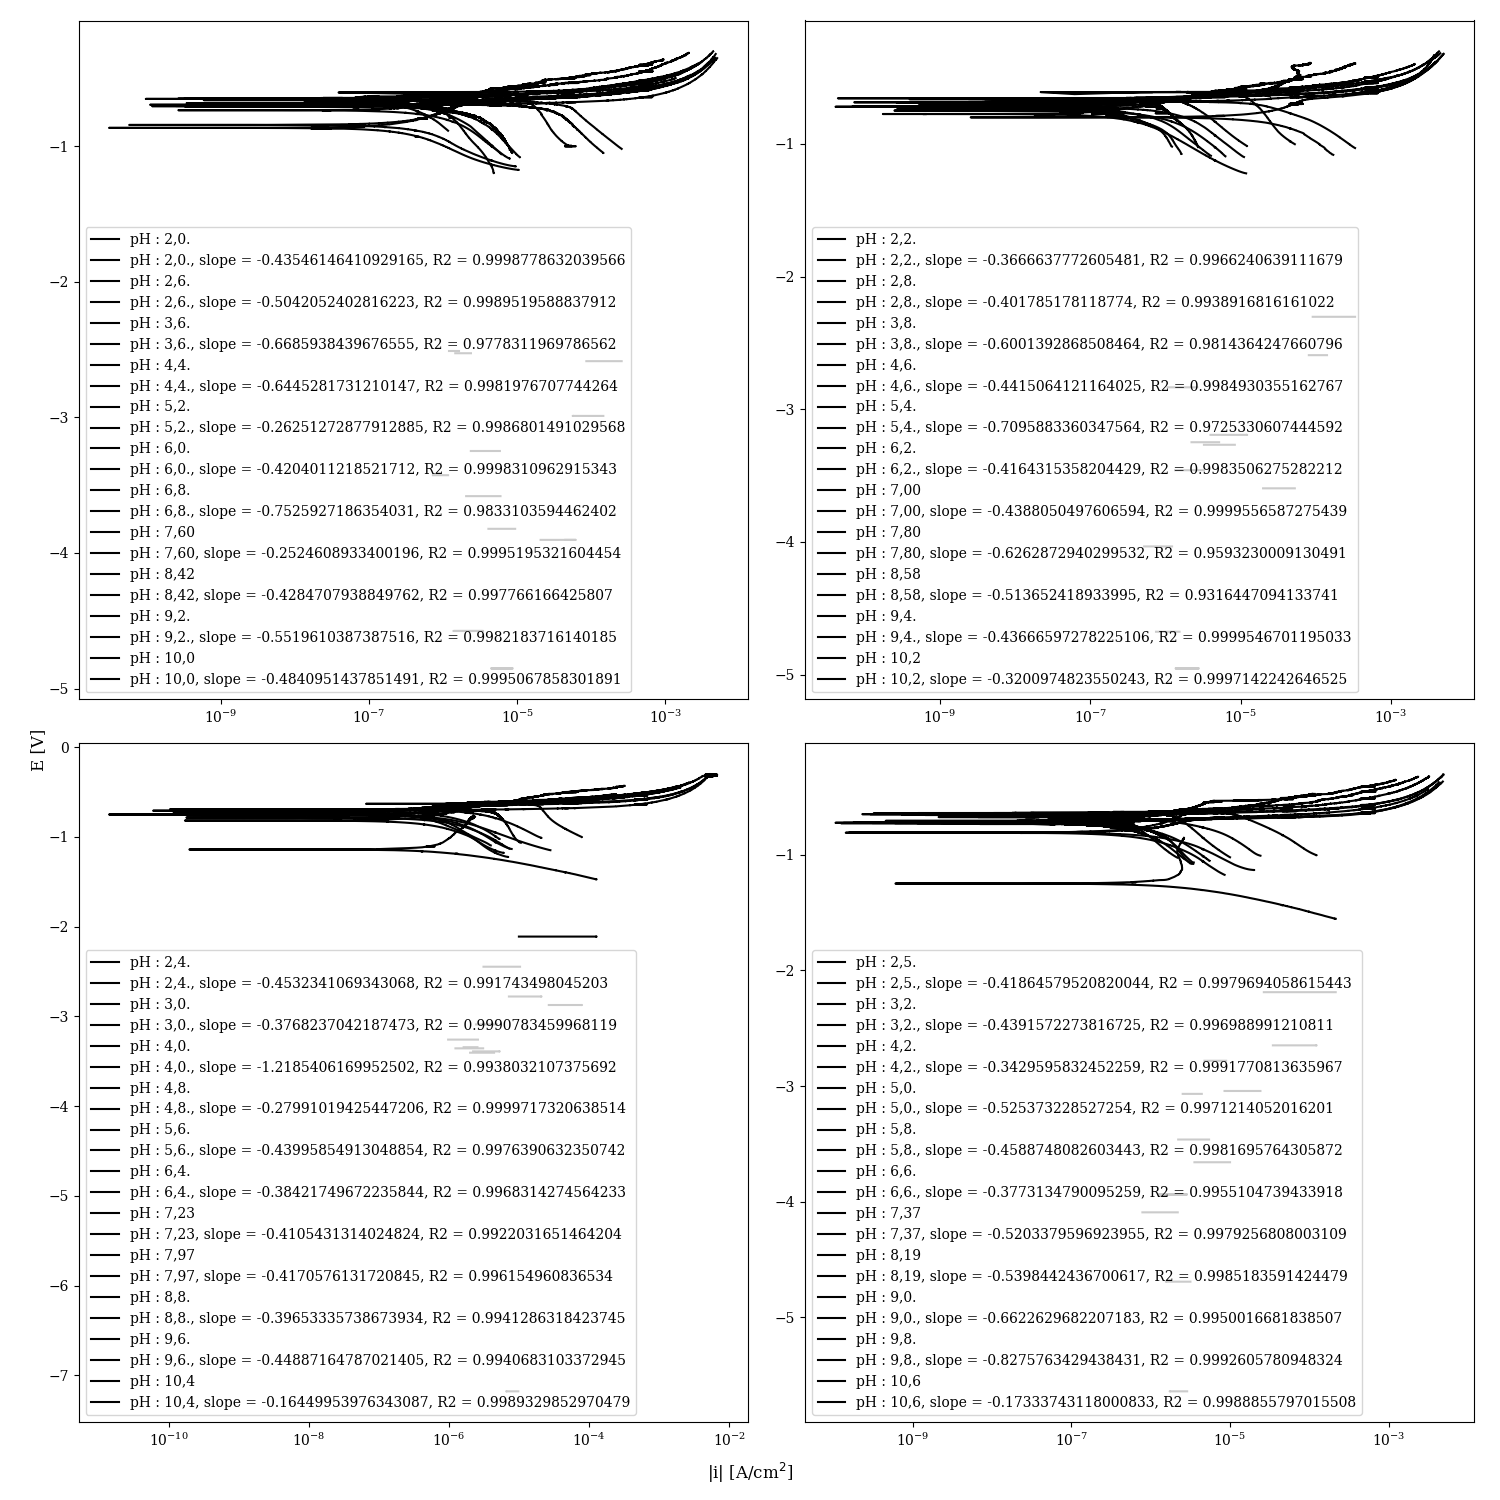 −1
−2
−3
−4
−5
pH : 2,0.
pH : 2,0., slope = -0.43546146410929165, R2 = 0.9998778632039566
pH : 2,6.
pH : 2,6., slope = -0.5042052402816223, R2 = 0.9989519588837912
pH : 3,6.
pH : 3,6., slope = -0.6685938439676555, R2 = 0.9778311969786562
pH : 4,4.
pH : 4,4., slope = -0.6445281731210147, R2 = 0.9981976707744264
pH : 5,2.
pH : 5,2., slope = -0.26251272877912885, R2 = 0.9986801491029568
pH : 6,0.
pH : 6,0., slope = -0.4204011218521712, R2 = 0.9998310962915343
pH : 6,8.
pH : 6,8., slope = -0.7525927186354031, R2 = 0.9833103594462402
pH : 7,60
pH : 7,60, slope = -0.2524608933400196, R2 = 0.9995195321604454
pH : 8,42
pH : 8,42, slope = -0.4284707938849762, R2 = 0.997766166425807
pH : 9,2.
pH : 9,2., slope = -0.5519610387387516, R2 = 0.9982183716140185
pH : 10,0
pH : 10,0, slope = -0.4840951437851491, R2 = 0.9995067858301891
10⁻⁹ 10⁻⁷ 10⁻⁵ 10⁻³
−1
−2
−3
−4
−5
pH : 2,2.
pH : 2,2., slope = -0.3666637772605481, R2 = 0.9966240639111679
pH : 2,8.
pH : 2,8., slope = -0.401785178118774, R2 = 0.9938916816161022
pH : 3,8.
pH : 3,8., slope = -0.6001392868508464, R2 = 0.9814364247660796
pH : 4,6.
pH : 4,6., slope = -0.4415064121164025, R2 = 0.9984930355162767
pH : 5,4.
pH : 5,4., slope = -0.7095883360347564, R2 = 0.9725330607444592
pH : 6,2.
pH : 6,2., slope = -0.4164315358204429, R2 = 0.9983506275282212
pH : 7,00
pH : 7,00, slope = -0.4388050497606594, R2 = 0.9999556587275439
pH : 7,80
pH : 7,80, slope = -0.6262872940299532, R2 = 0.9593230009130491
pH : 8,58
pH : 8,58, slope = -0.513652418933995, R2 = 0.9316447094133741
pH : 9,4.
pH : 9,4., slope = -0.43666597278225106, R2 = 0.9999546701195033
pH : 10,2
pH : 10,2, slope = -0.3200974823550243, R2 = 0.9997142242646525
10⁻⁹ 10⁻⁷ 10⁻⁵ 10⁻³
E [V]
0
−1
−2
−3
−4
−5
−6
−7
pH : 2,4.
pH : 2,4., slope = -0.4532341069343068, R2 = 0.991743498045203
pH : 3,0.
pH : 3,0., slope = -0.3768237042187473, R2 = 0.9990783459968119
pH : 4,0.
pH : 4,0., slope = -1.2185406169952502, R2 = 0.9938032107375692
pH : 4,8.
pH : 4,8., slope = -0.27991019425447206, R2 = 0.9999717320638514
pH : 5,6.
pH : 5,6., slope = -0.43995854913048854, R2 = 0.9976390632350742
pH : 6,4.
pH : 6,4., slope = -0.38421749672235844, R2 = 0.9968314274564233
pH : 7,23
pH : 7,23, slope = -0.4105431314024824, R2 = 0.9922031651464204
pH : 7,97
pH : 7,97, slope = -0.4170576131720845, R2 = 0.996154960836534
pH : 8,8.
pH : 8,8., slope = -0.39653335738673934, R2 = 0.9941286318423745
pH : 9,6.
pH : 9,6., slope = -0.44887164787021405, R2 = 0.9940683103372945
pH : 10,4
pH : 10,4, slope = -0.16449953976343087, R2 = 0.9989329852970479
10⁻¹⁰ 10⁻⁸ 10⁻⁶ 10⁻⁴ 10⁻²
−1
−2
−3
−4
−5
pH : 2,5.
pH : 2,5., slope = -0.41864579520820044, R2 = 0.9979694058615443
pH : 3,2.
pH : 3,2., slope = -0.4391572273816725, R2 = 0.996988991210811
pH : 4,2.
pH : 4,2., slope = -0.3429595832452259, R2 = 0.9991770813635967
pH : 5,0.
pH : 5,0., slope = -0.525373228527254, R2 = 0.9971214052016201
pH : 5,8.
pH : 5,8., slope = -0.4588748082603443, R2 = 0.9981695764305872
pH : 6,6.
pH : 6,6., slope = -0.3773134790095259, R2 = 0.9955104739433918
pH : 7,37
pH : 7,37, slope = -0.5203379596923955, R2 = 0.9979256808003109
pH : 8,19
pH : 8,19, slope = -0.5398442436700617, R2 = 0.9985183591424479
pH : 9,0.
pH : 9,0., slope = -0.6622629682207183, R2 = 0.9950016681838507
pH : 9,8.
pH : 9,8., slope = -0.8275763429438431, R2 = 0.9992605780948324
pH : 10,6
pH : 10,6, slope = -0.17333743118000833, R2 = 0.9988855797015508
10⁻⁹ 10⁻⁷ 10⁻⁵ 10⁻³
|i| [A/cm²]